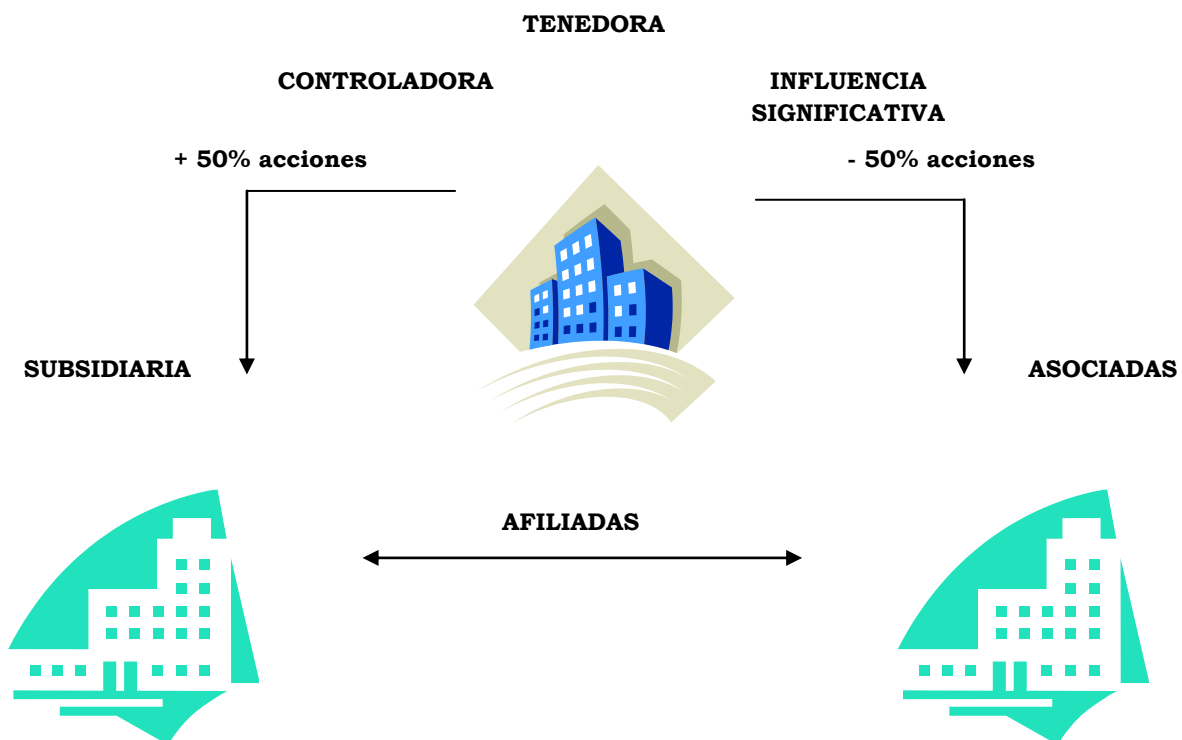 TENEDORA
CONTROLADORA
INFLUENCIA
SIGNIFICATIVA
+ 50% acciones
- 50% acciones
SUBSIDIARIA
ASOCIADAS
AFILIADAS